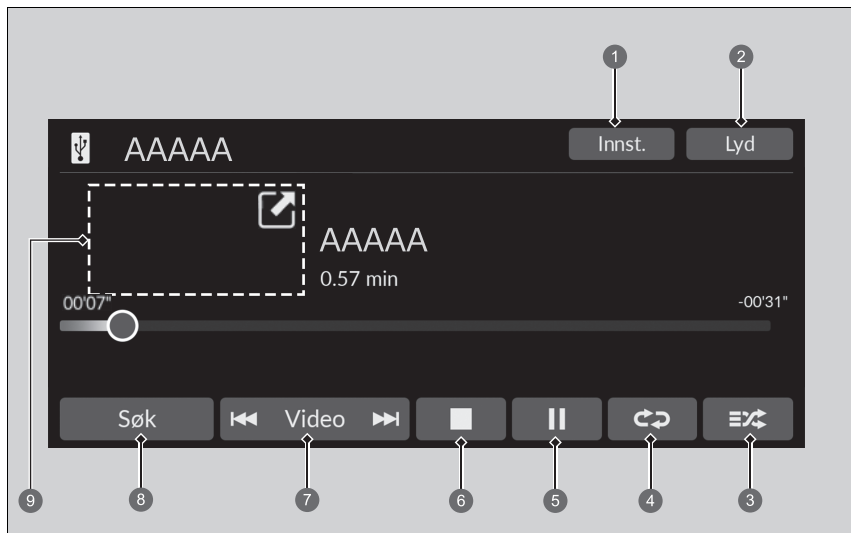 1 2
AAAAA Innst. Lyd
AAAAA
0.57 min
00'07" -00'31"
Søk Video
9 8 7 6 5 4 3